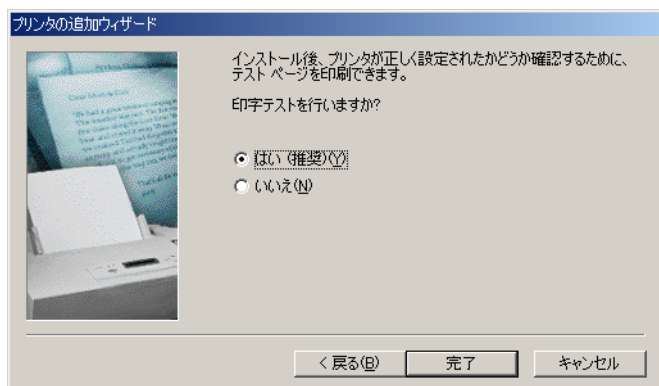 プリンタの追加ウィザード
インストール後、プリンタが正しく設定されたかどうか確認するために、
テスト ページを印刷できます。
印字テストを行いますか?
はい (推奨)(Y)
いいえ(N)
< 戻る(B)
完了
キャンセル